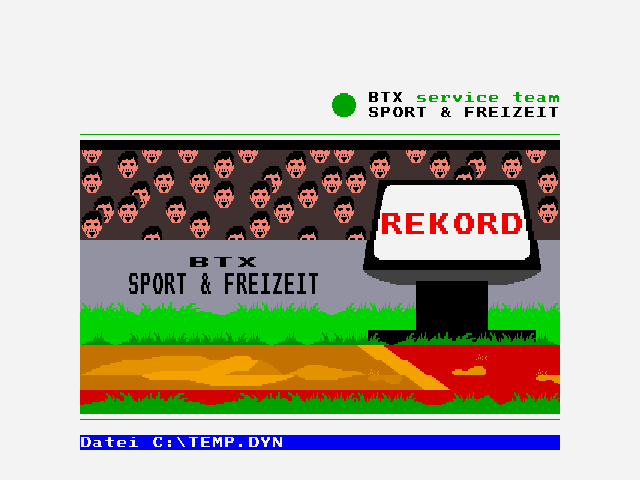 BTX service team
SPORT & FREIZEIT
REKORD
BTX
SPORT & FREIZEIT
Datei C:\TEMP.DYN